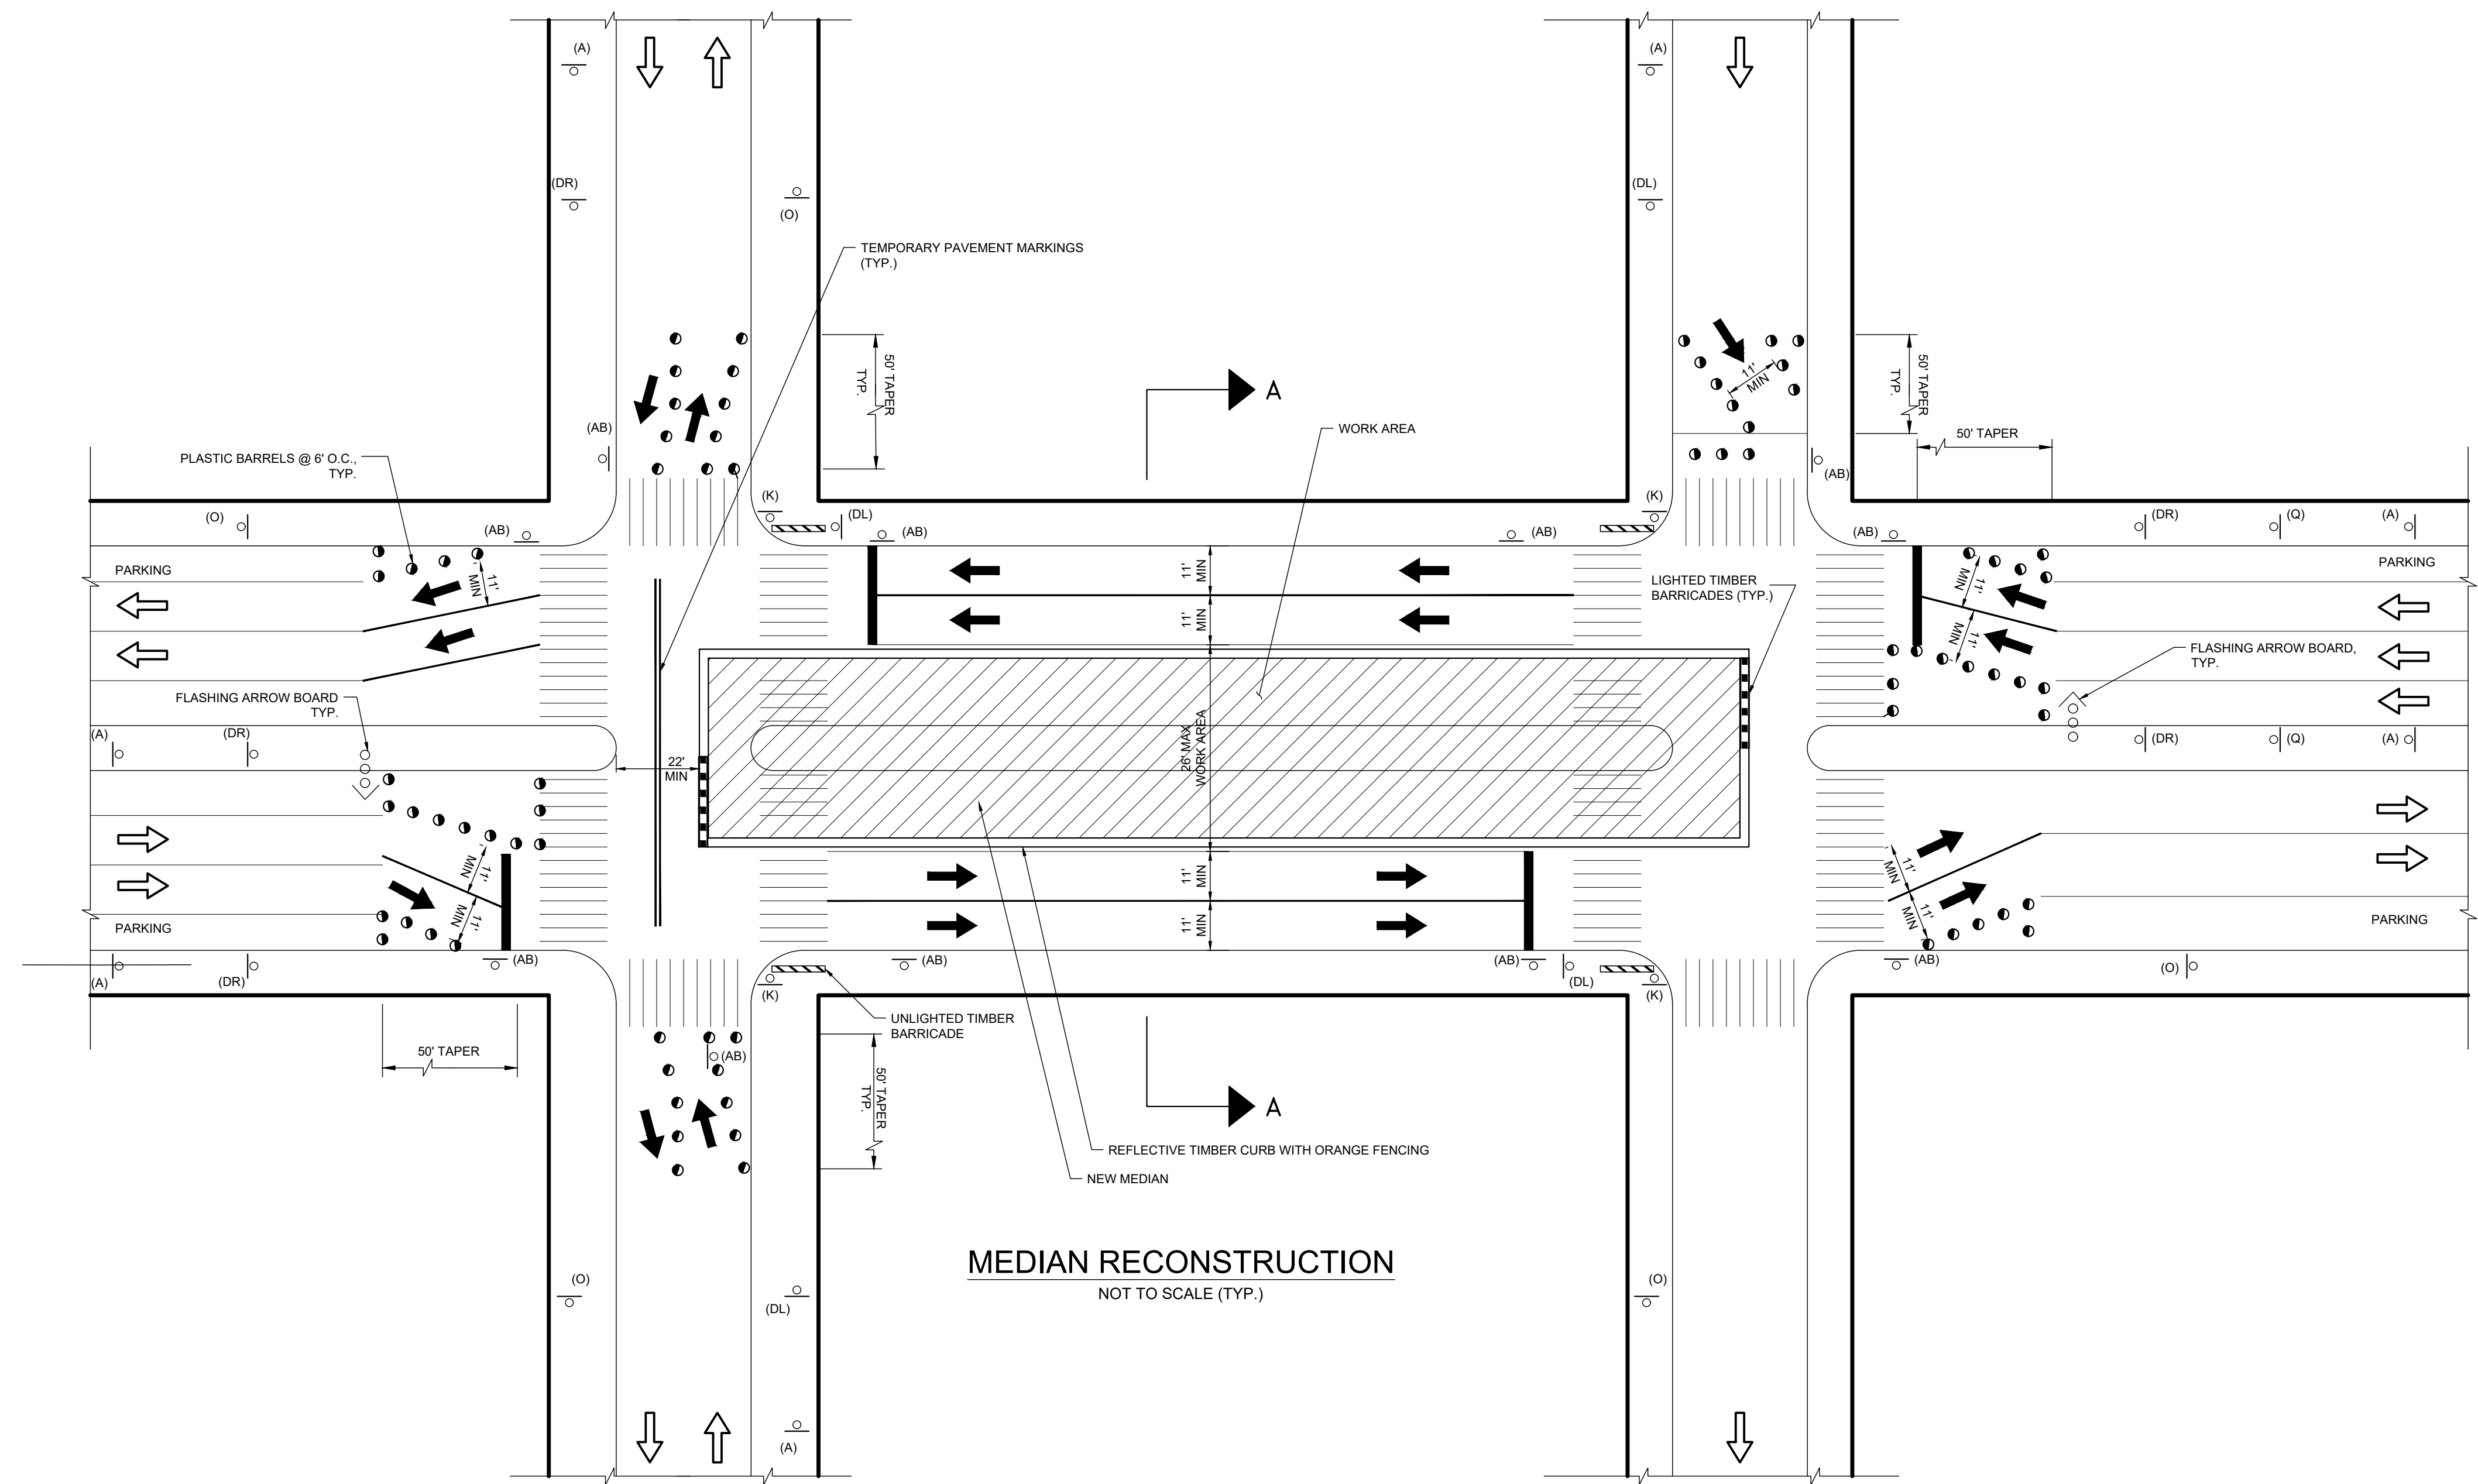 (A)
(A)
(DR)
(O)
(DL)
TEMPORARY PAVEMENT MARKINGS
(TYP.)
50' TAPER
TYP.
A
11'
MIN
50' TAPER
TYP.
50' TAPER
WORK AREA
(AB)
PLASTIC BARRELS @ 6' O.C.,
TYP.
(AB)
(O)
(AB)
(K)
(DL)
(AB)
(AB)
(K)
(AB)
(DR)
(Q)
(A)
PARKING
11'
MIN
11'
MIN
11'
MIN
LIGHTED TIMBER
BARRICADES (TYP.)
11'
MIN
11'
MIN
PARKING
FLASHING ARROW BOARD
TYP.
FLASHING ARROW BOARD,
TYP.
(A)
(DR)
22'
MIN
26' MAX
WORK AREA
(DR)
(Q)
(A)
PARKING
11'
MIN
11'
MIN
11'
MIN
11'
MIN
11'
MIN
11'
MIN
PARKING
(A)
(DR)
(AB)
(K)
(AB)
(AB)
(DL)
(K)
(AB)
(O)
UNLIGHTED TIMBER
BARRICADE
50' TAPER
(AB)
50' TAPER
TYP.
A
REFLECTIVE TIMBER CURB WITH ORANGE FENCING
NEW MEDIAN
MEDIAN RECONSTRUCTION
NOT TO SCALE (TYP.)
(O)
(DL)
(O)
(A)